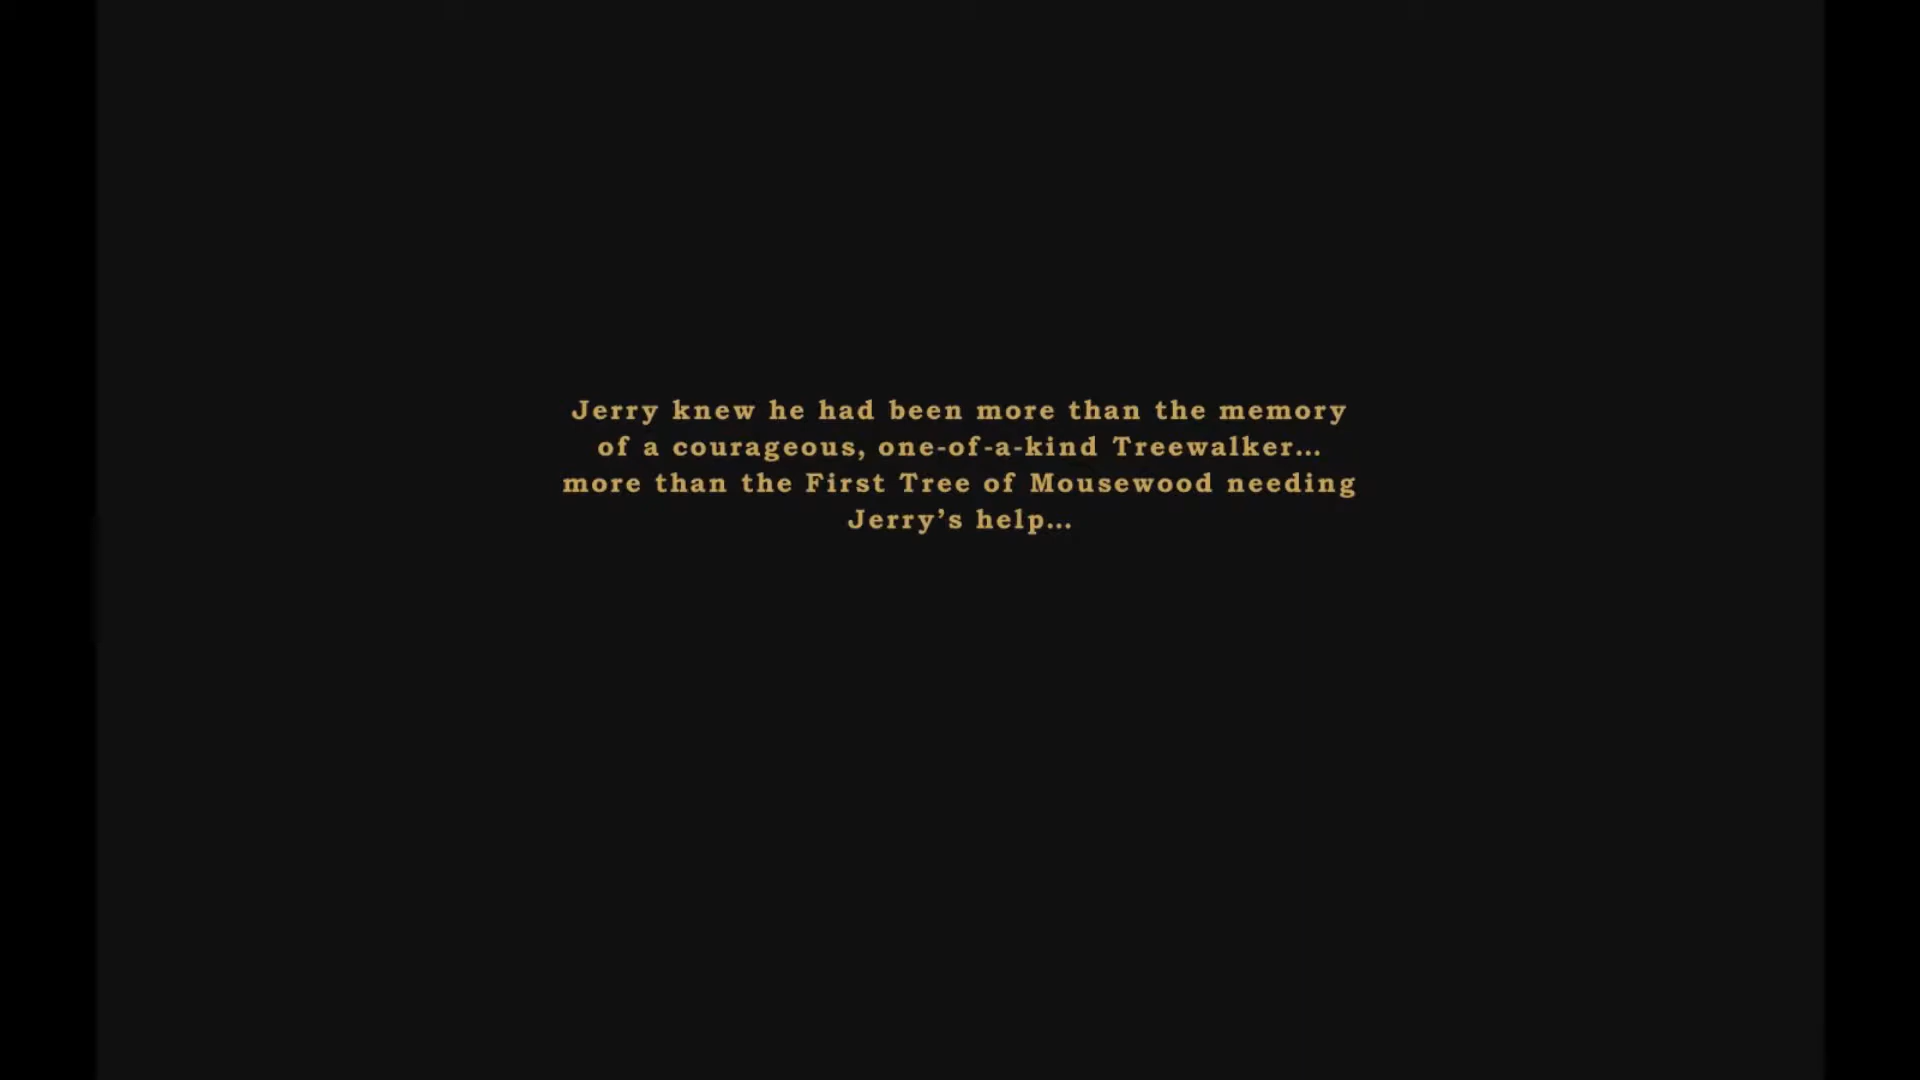 Jerry knew he had been more than the memory
of a courageous, one-of-a-kind Treewalker...
more than the First Tree of Mousewood needing
Jerry’s help...